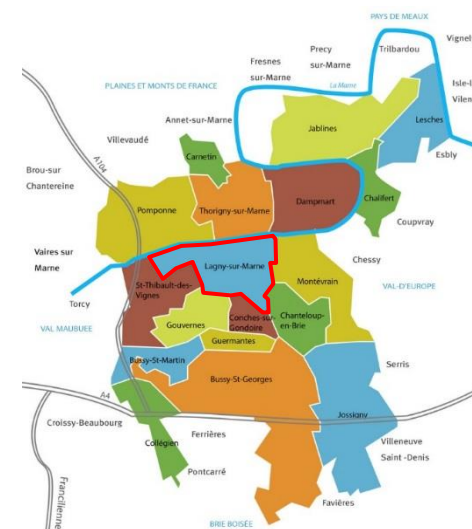 PAYS DE MEAUX
Trilbardou
Vignel
Precy
sur-Marne
Fresnes
sur-Marne
La Marne
Isle-L
Vilen
PLAINES ET MONTS DE FRANCE
Lesches
Annet-sur-Marne
Jablines
Villevaudé
Esbly
Carnetin
A104
Brou-sur
Chantereine
Chalifert
Dampmart
Pomponne
Thorigny-sur-Marne
Coupvray
Vaires sur
Marne
Chessy
Lagny-sur-Marne
Montévrain
VAL-D'EUROPE
St-Thibault-des-
Vignes
Torcy
Conches-sur-
Gondoire
Chanteloup-
en-Brie
VAL MAUBUEE
Gouvernes
Guermantes
Bussy-St-Martin
Serris
Bussy-St-Georges
A4
Jossigny
Croissy-Beaubourg
Ferrières
Collégien
Villeneuve
Saint -Denis
Pontcarré
Francilienne
Favières
BRIE BOISÉE